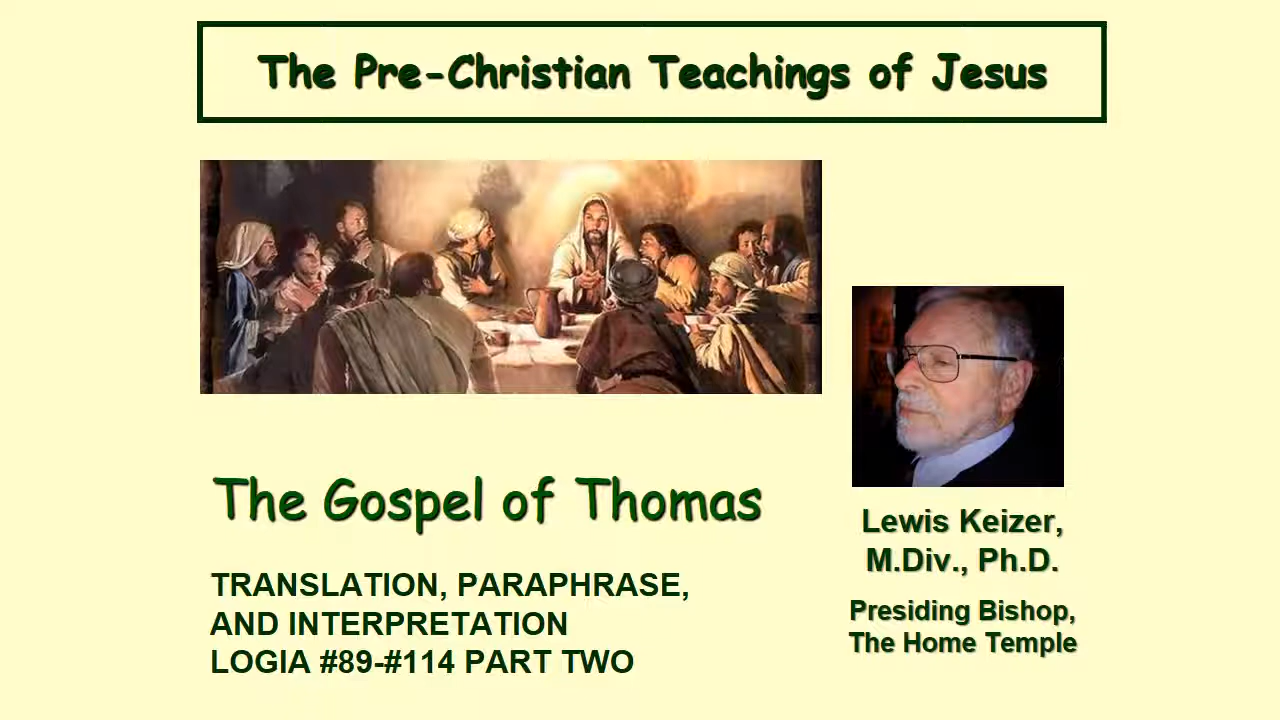 The Pre-Christian Teachings of Jesus
The Gospel of Thomas
TRANSLATION, PARAPHRASE,
AND INTERPRETATION
LOGIA #89-#114 PART TWO
Lewis Keizer,
M.Div., Ph.D.
Presiding Bishop,
The Home Temple